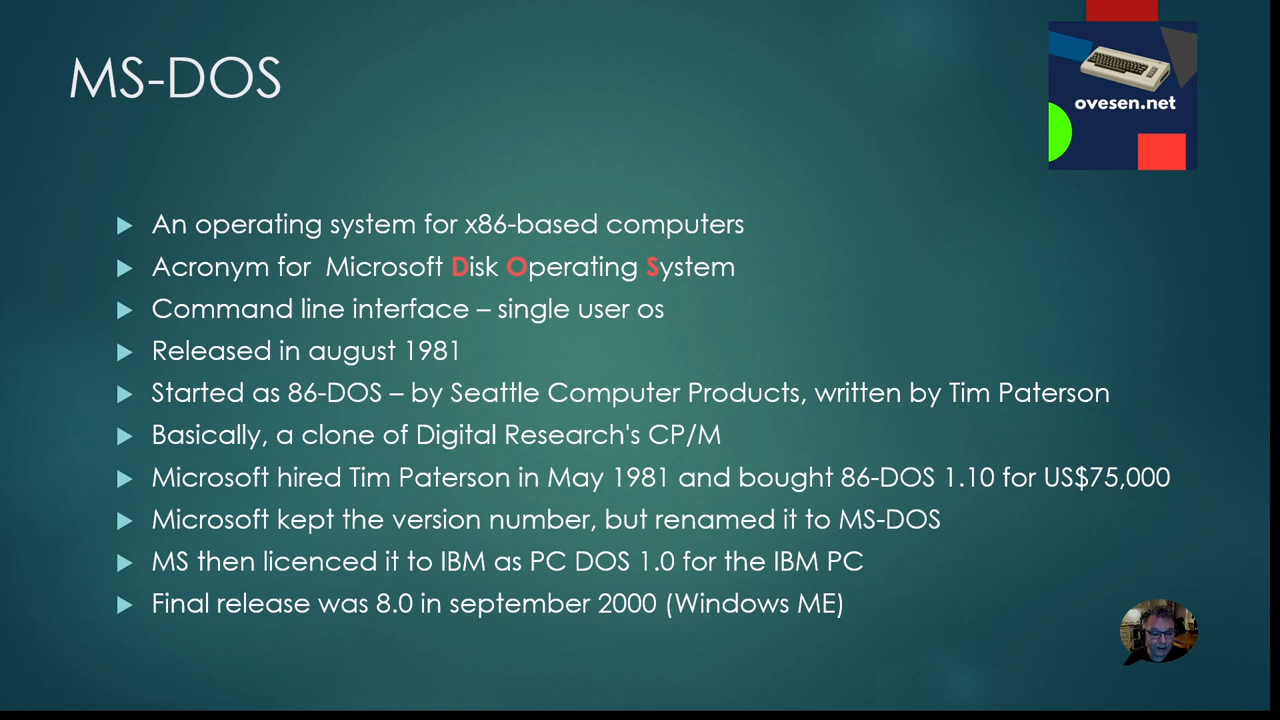 MS-DOS
ovesen.net
An operating system for x86-based computers
Acronym for  Microsoft Disk Operating System
Command line interface – single user os
Released in august 1981
Started as 86-DOS – by Seattle Computer Products, written by Tim Paterson
Basically, a clone of Digital Research's CP/M
Microsoft hired Tim Paterson in May 1981 and bought 86-DOS 1.10 for US$75,000
Microsoft kept the version number, but renamed it to MS-DOS
MS then licenced it to IBM as PC DOS 1.0 for the IBM PC
Final release was 8.0 in september 2000 (Windows ME)